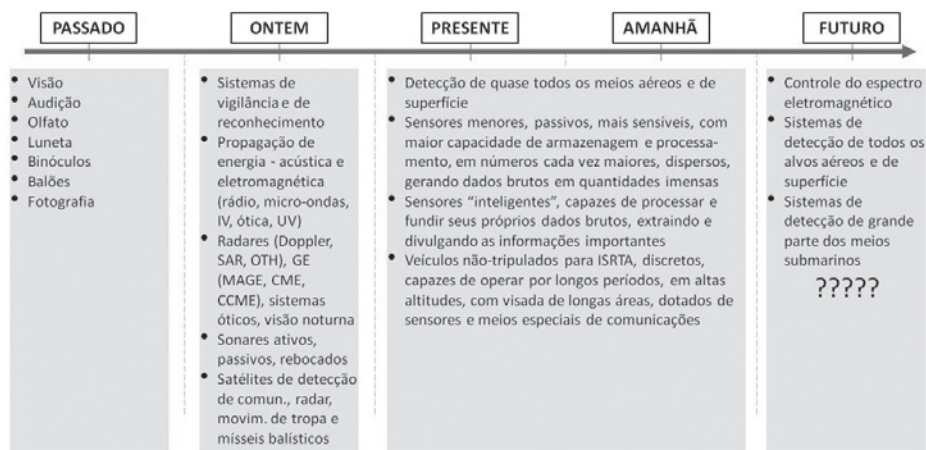 PASSADO
ONTEM
PRESENTE
AMANHÃ
FUTURO
• Visão
• Audição
• Olfato
• Luneta
• Binóculos
• Balões
• Fotografia
• Sistemas de
vigilância e de
reconhecimento
• Propagação de
energia - acústica e
eletromagnética
(rádio, micro-ondas,
IV, ótica, UV)
• Radares (Doppler,
SAR, OTH), GE
(MAGE, CME,
CCME), sistemas
óticos, visão noturna
• Sonares ativos,
passivos, rebocados
• Satélites de detecção
de comun., radar,
movim. de tropa e
mísseis balísticos
• Detecção de quase todos os meios aéreos e de
superfície
• Sensores menores, passivos, mais sensíveis, com
maior capacidade de armazenagem e processa-
mento, em números cada vez maiores, dispersos,
gerando dados brutos em quantidades imensas
• Sensores “inteligentes”, capazes de processar e
fundir seus próprios dados brutos, extraindo e
divulgando as informações importantes
• Veículos não-tripulados para ISRTA, discretos,
capazes de operar por longos períodos, em altas
altitudes, com visada de longas áreas, dotados de
sensores e meios especiais de comunicações
• Controle do espectro
eletromagnético
• Sistemas de
detecção de todos os
alvos aéreos e de
superfície
• Sistemas de
detecção de grande
parte dos meios
submarinos
?????